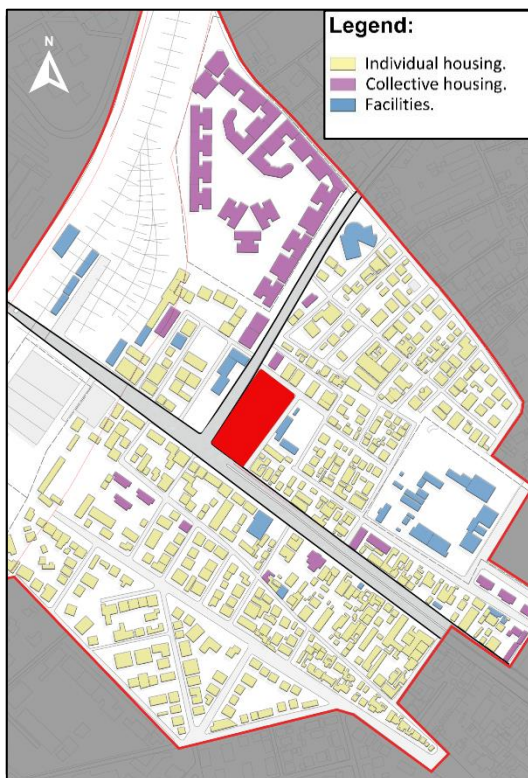 Legend:
Individual housing.
Collective housing.
Facilities.
N